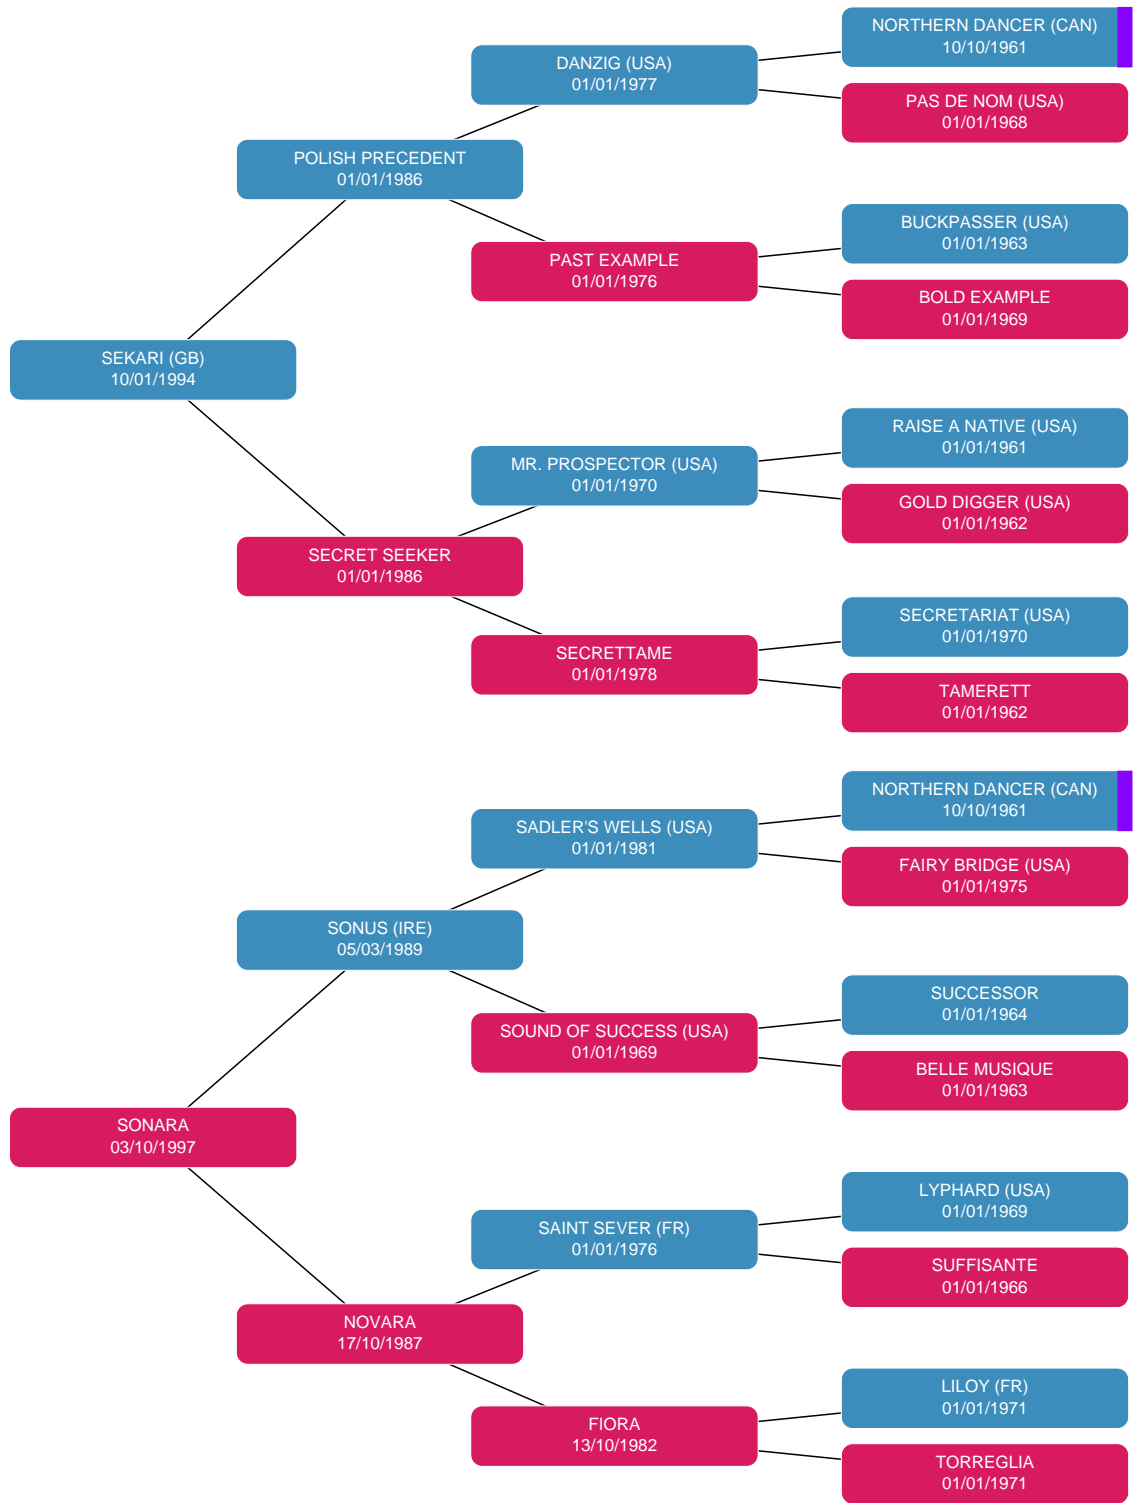 NORTHERN DANCER (CAN)
10/10/1961
DANZIG (USA)
01/01/1977
PAS DE NOM (USA)
01/01/1968
POLISH PRECEDENT
01/01/1986
BUCKPASSER (USA)
01/01/1963
PAST EXAMPLE
01/01/1976
BOLD EXAMPLE
01/01/1969
SEKARI (GB)
10/01/1994
RAISE A NATIVE (USA)
01/01/1961
MR. PROSPECTOR (USA)
01/01/1970
GOLD DIGGER (USA)
01/01/1962
SECRET SEEKER
01/01/1986
SECRETARIAT (USA)
01/01/1970
SECRETTAME
01/01/1978
TAMERETT
01/01/1962
NORTHERN DANCER (CAN)
10/10/1961
SADLER'S WELLS (USA)
01/01/1981
FAIRY BRIDGE (USA)
01/01/1975
SONUS (IRE)
05/03/1989
SUCCESSOR
01/01/1964
SOUND OF SUCCESS (USA)
01/01/1969
BELLE MUSIQUE
01/01/1963
SONARA
03/10/1997
LYPHARD (USA)
01/01/1969
SAINT SEVER (FR)
01/01/1976
SUFFISANTE
01/01/1966
NOVARA
17/10/1987
LILOY (FR)
01/01/1971
FIORA
13/10/1982
TORREGLIA
01/01/1971